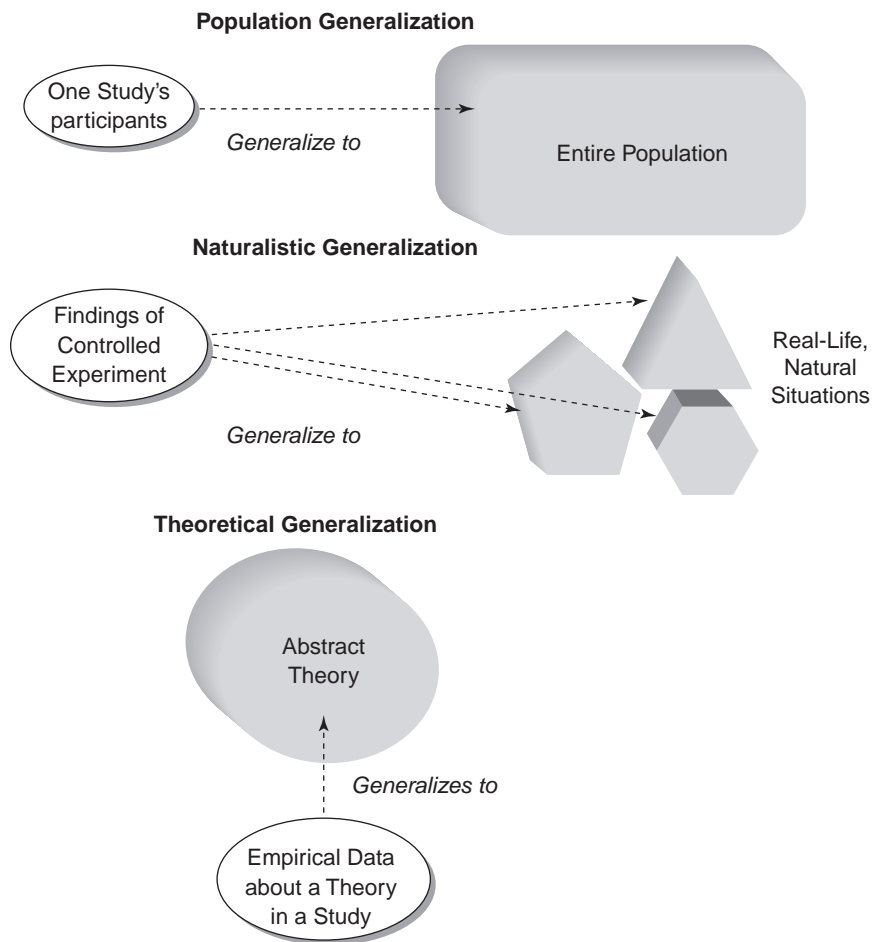 Population Generalization
One Study's
participants
Generalize to
Entire Population
Naturalistic Generalization
Findings of
Controlled
Experiment
Generalize to
Real-Life,
Natural
Situations
Theoretical Generalization
Abstract
Theory
Generalizes to
Empirical Data
about a Theory
in a Study